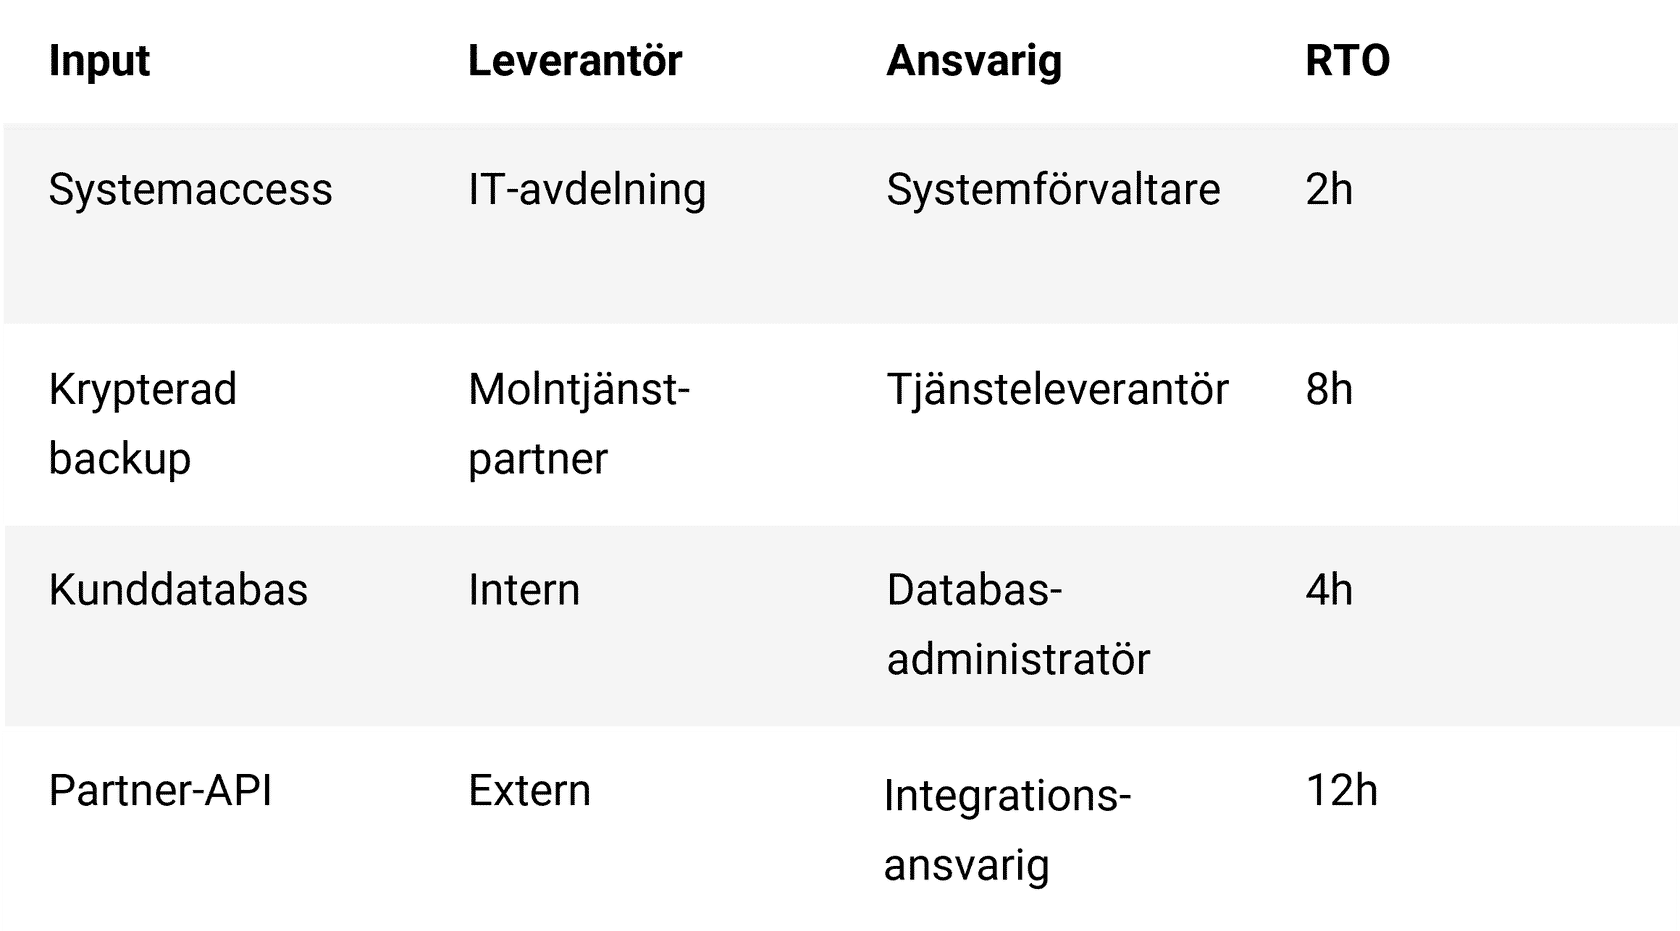 Input Leverantör Ansvarig RTO
Systemaccess IT-avdelning Systemförvaltare 2h
Krypterad Molntjänst- Tjänsteleverantör 8h
backup partner
Kunddatabas Intern Databas- 4h
administratör
Partner-API Extern Integrations- 12h
ansvarig